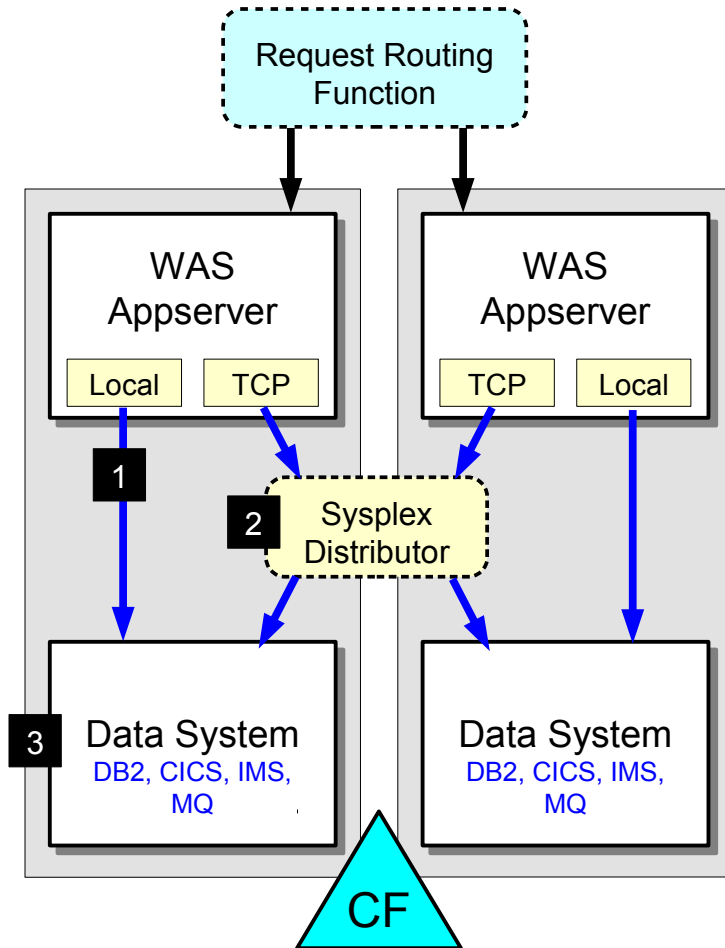 Request Routing
Function
WAS
Appserver
Local
TCP
WAS
Appserver
TCP
Local
1
2
Sysplex
Distributor
3
Data System
DB2, CICS, IMS,
MQ
Data System
DB2, CICS, IMS,
MQ
CF